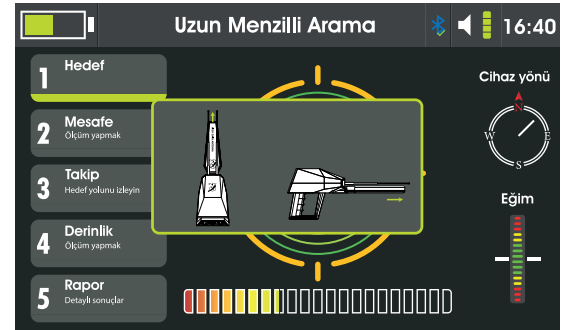 Uzun Menzilli Arama
16:40
1 Hedef
2 Mesafe
Ölçüm yapmak
3 Takip
Hedef yolunu izleyin
4 Derinlik
Ölçüm yapmak
5 Rapor
Detaylı sonuçlar
Cihaz yönü
N
W E
S
Eğim